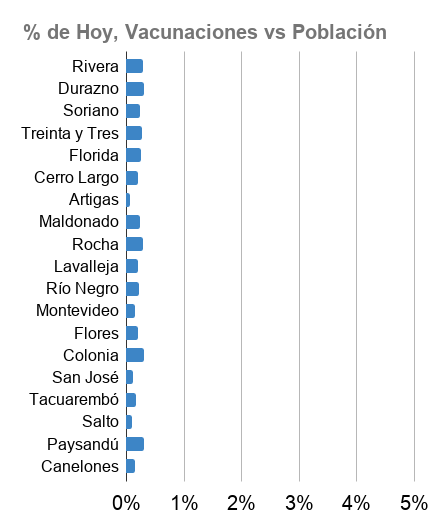 % de Hoy, Vacunaciones vs Población
Rivera
Durazno
Soriano
Treinta y Tres
Florida
Cerro Largo
Artigas
Maldonado
Rocha
Lavalleja
Río Negro
Montevideo
Flores
Colonia
San José
Tacuarembó
Salto
Paysandú
Canelones
0% 1% 2% 3% 4% 5%